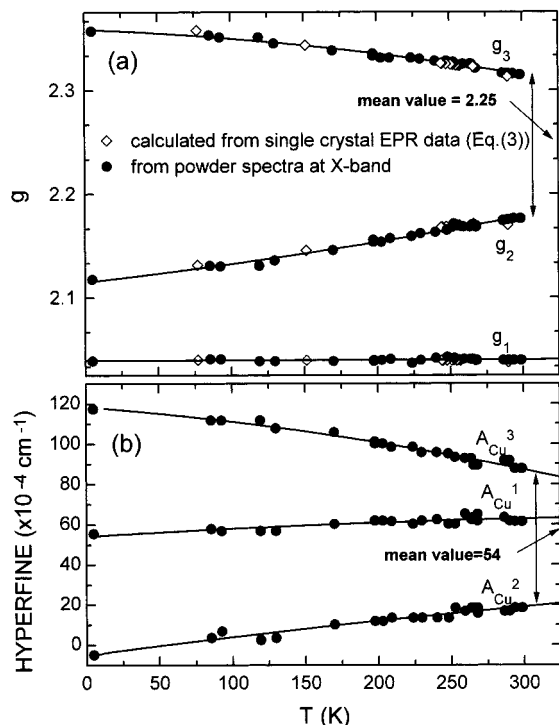 (a)
g3
mean value = 2.25
◇ calculated from single crystal EPR data (Eq.(3))
● from powder spectra at X-band
g
2.3
2.2
2.1
g2
g1
(b)
HYPERFINE (x10-4 cm-1)
120
100
80
60
40
20
0
ACu3
ACu1
mean value=54
ACu2
0 50 100 150 200 250 300
T (K)